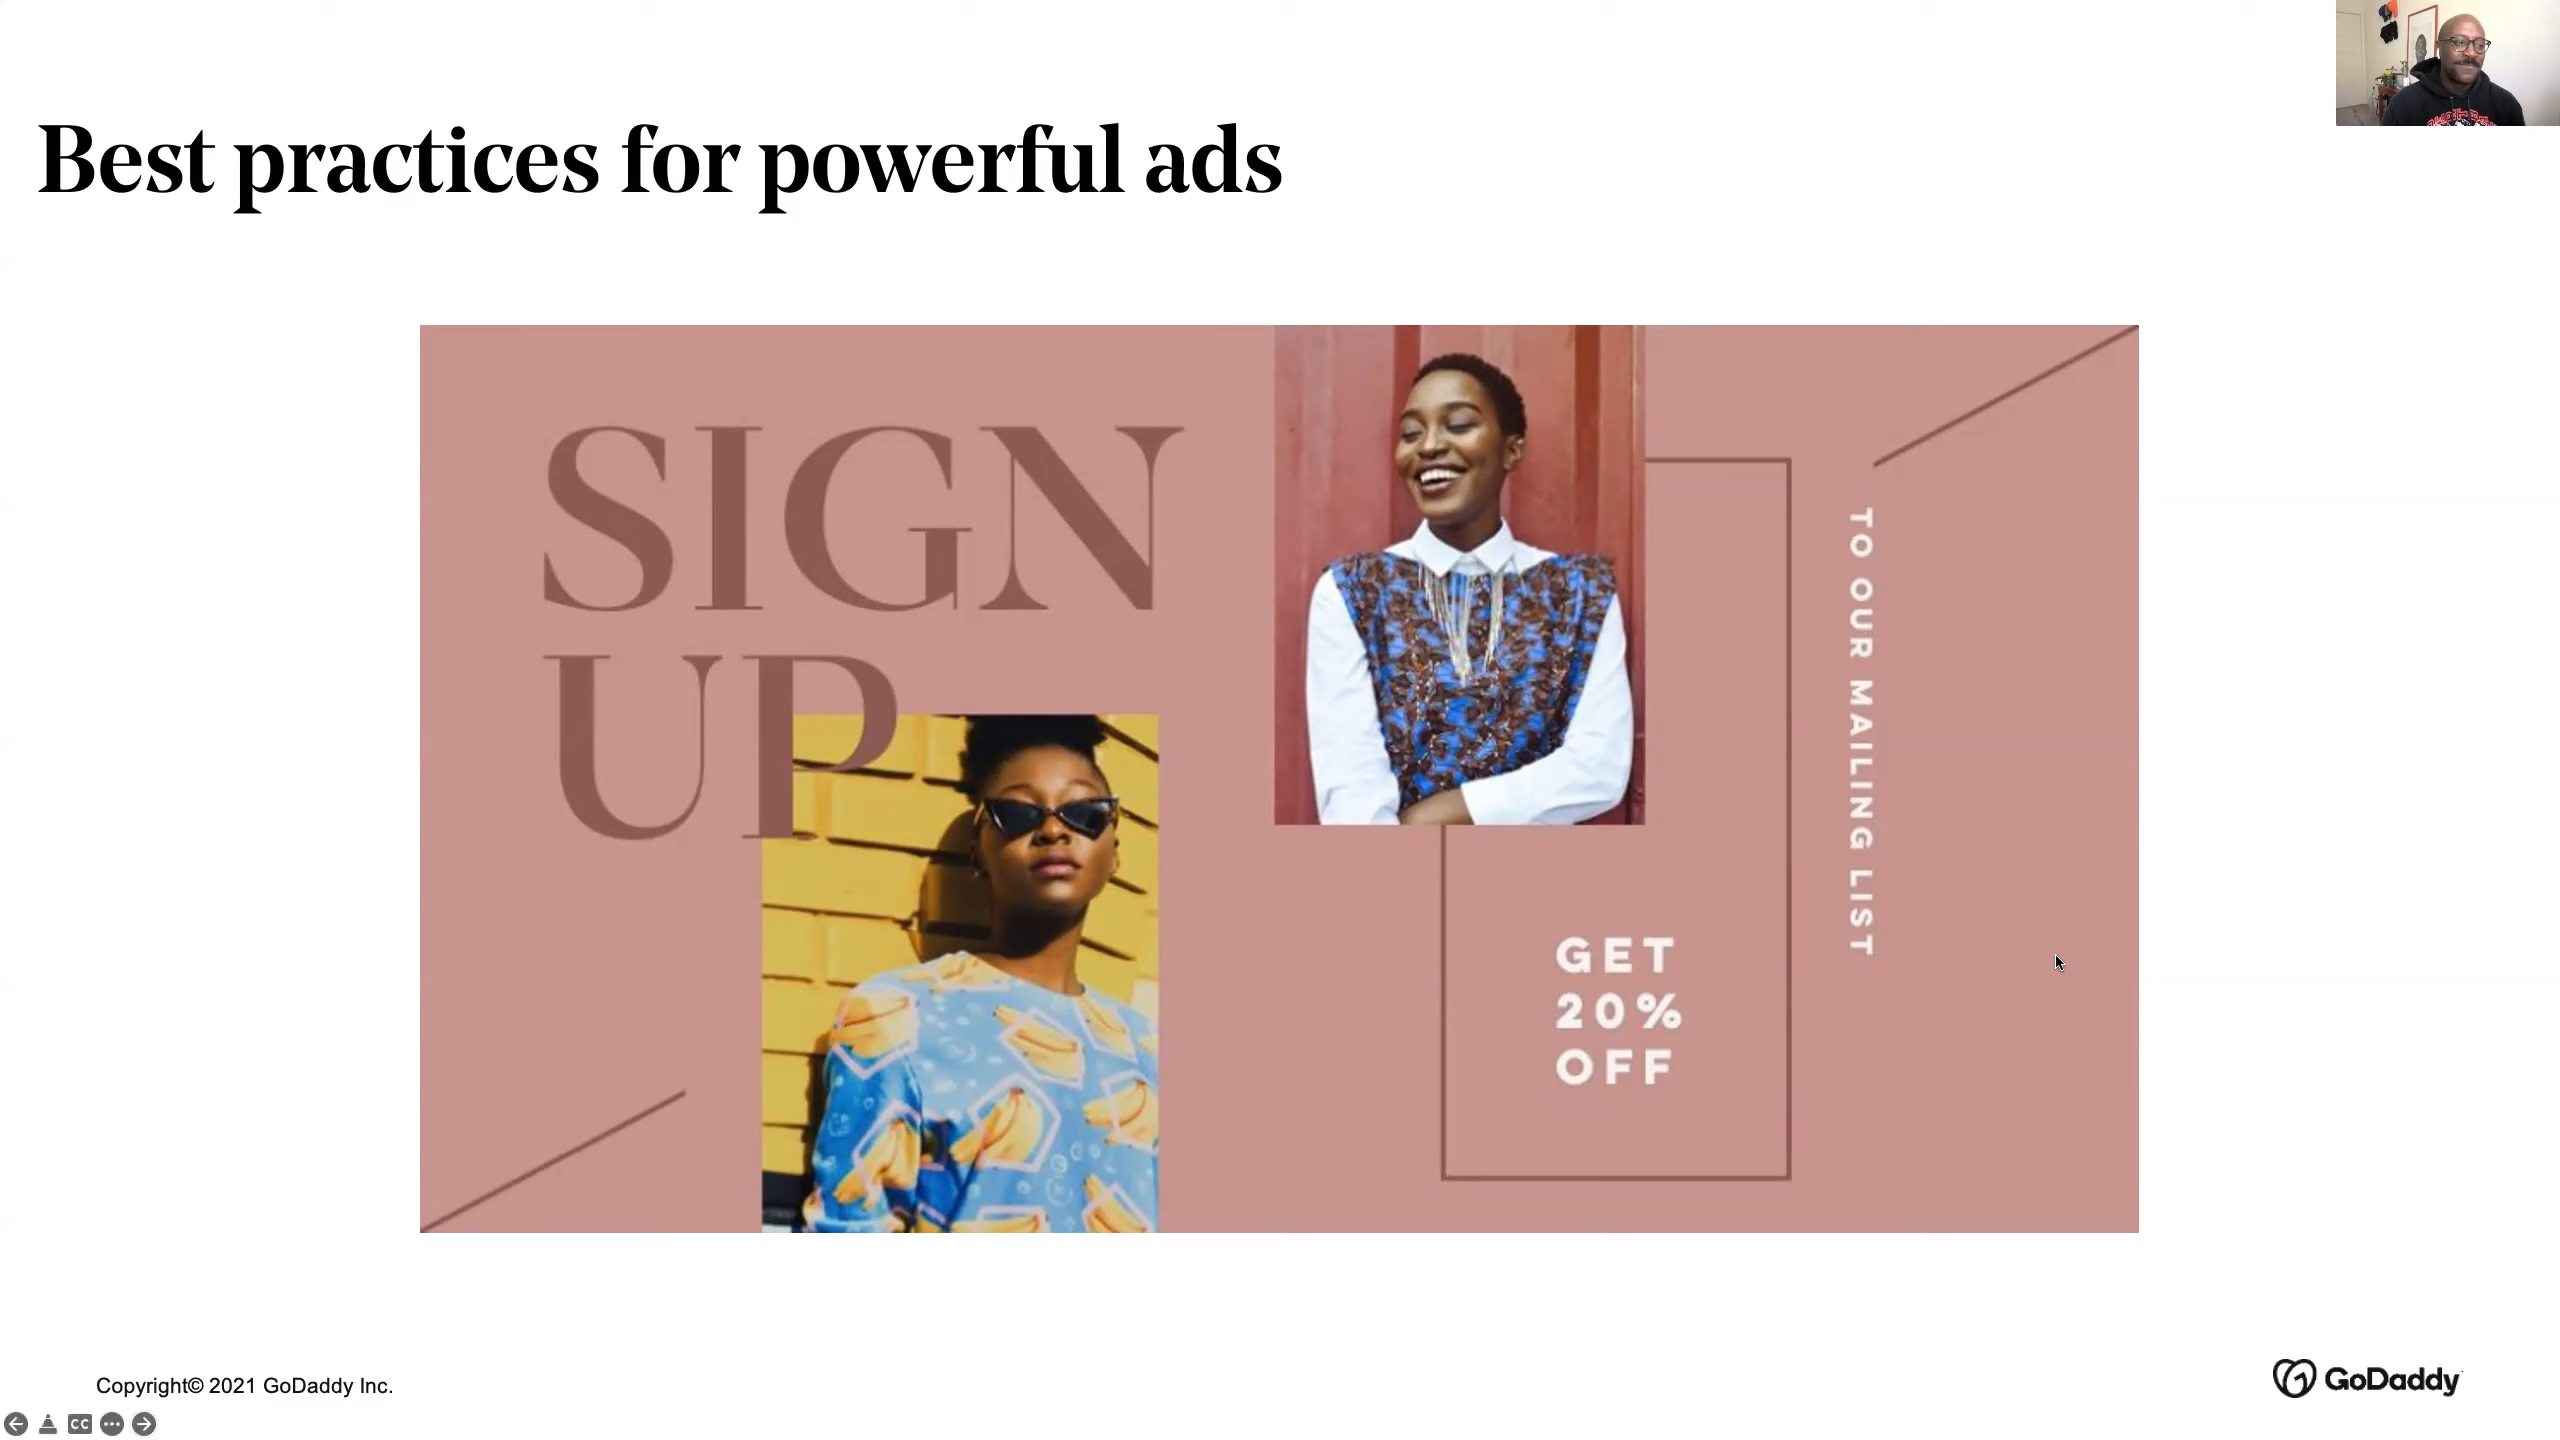 Best practices for powerful ads
SIGN
UP
TO OUR MAILING LIST
GET
20%
OFF
Copyright© 2021 GoDaddy Inc.
GoDaddy
CC